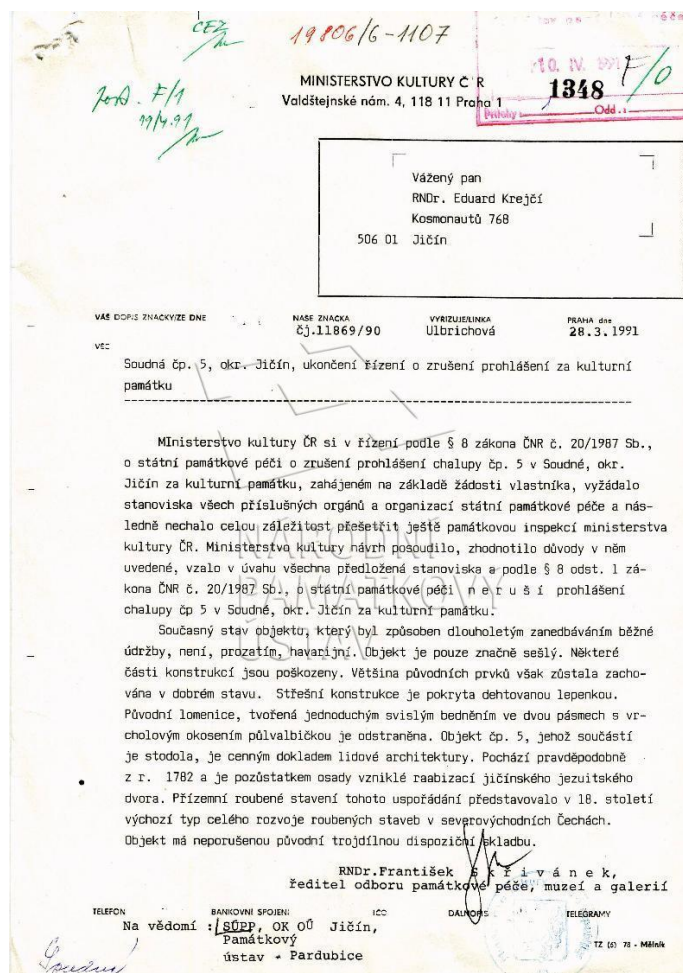 CEZ
19806/6-1107
10. IV. 1991
1348
F/O
Přílohy
Odd.:
MINISTERSTVO KULTURY Č R
Valdštejnské nám. 4, 118 11 Praha 1
F/1
Vážený pan
RNDr. Eduard Krejčí
Kosmonautů 768
506 01 Jičín
VÁŠ DOPIS ZNAČKY/ZE DNE
NAŠE ZNAČKA
VYŘIZUJE/LINKA
PRAHA dne
čj.11869/90
Ulbrichová
28.3.1991
VĚC
Soudná čp. 5, okr. Jičín, ukončení řízení o zrušení prohlášení za kulturní
památku
MInisterstvo kultury ČR si v řízení podle § 8 zákona ČNR č. 20/1987 Sb.,
o státní památkové péči o zrušení prohlášení chalupy čp. 5 v Soudné, okr.
Jičín za kulturní památku, zahájeném na základě žádosti vlastníka, vyžádalo
stanoviska všech příslušných orgánů a organizací státní památkové péče a nás-
ledně nechalo celou záležitost přešetřit ještě památkovou inspekcí ministerstva
kultury ČR. Ministerstvo kultury návrh posoudilo, zhodnotilo důvody v něm
uvedené, vzalo v úvahu všechna předložená stanoviska a podle § 8 odst. 1 zá-
kona ČNR č. 20/1987 Sb., o státní památkové péči n e r u š í prohlášení
chalupy čp 5 v Soudné, okr. Jičín za kulturní památku.
Současný stav objektu, který byl způsoben dlouholetým zanedbáváním běžné
údržby, není, prozatím, havarijní. Objekt je pouze značně sešlý. Některé
části konstrukcí jsou poškozeny. Většina původních prvků však zůstala zacho-
vána v dobrém stavu. Střešní konstrukce je pokryta dehtovanou lepenkou.
Původní lomenice, tvořená jednoduchým svislým bedněním ve dvou pásmech s vr-
cholovým okosením půlvalbičkou je odstraněna. Objekt čp. 5, jehož součástí
je stodola, je cenným dokladem lidové architektury. Pochází pravděpodobně
z r. 1782 a je pozůstatkem osady vzniklé raabizací jičínského jezuitského
dvora. Přízemní roubené stavení tohoto uspořádání představovalo v 18. století
výchozí typ celého rozvoje roubených staveb v severovýchodních Čechách.
Objekt má neporušenou původní trojdílnou dispoziční skladbu.
NÁRODNÍ
PAMÁTKOVÝ
ÚSTAV
RNDr.František S k ř i v á n e k,
ředitel odboru památkové péče, muzeí a galerií
TELEFON
BANKOVNÍ SPOJENÍ
IČO
DÁLNOPIS
TELEGRAMY
Na vědomí : SÚPP, OK OÚ Jičín,
Památkový
ústav - Pardubice
TZ (6) 78 - Mělník
Soudná